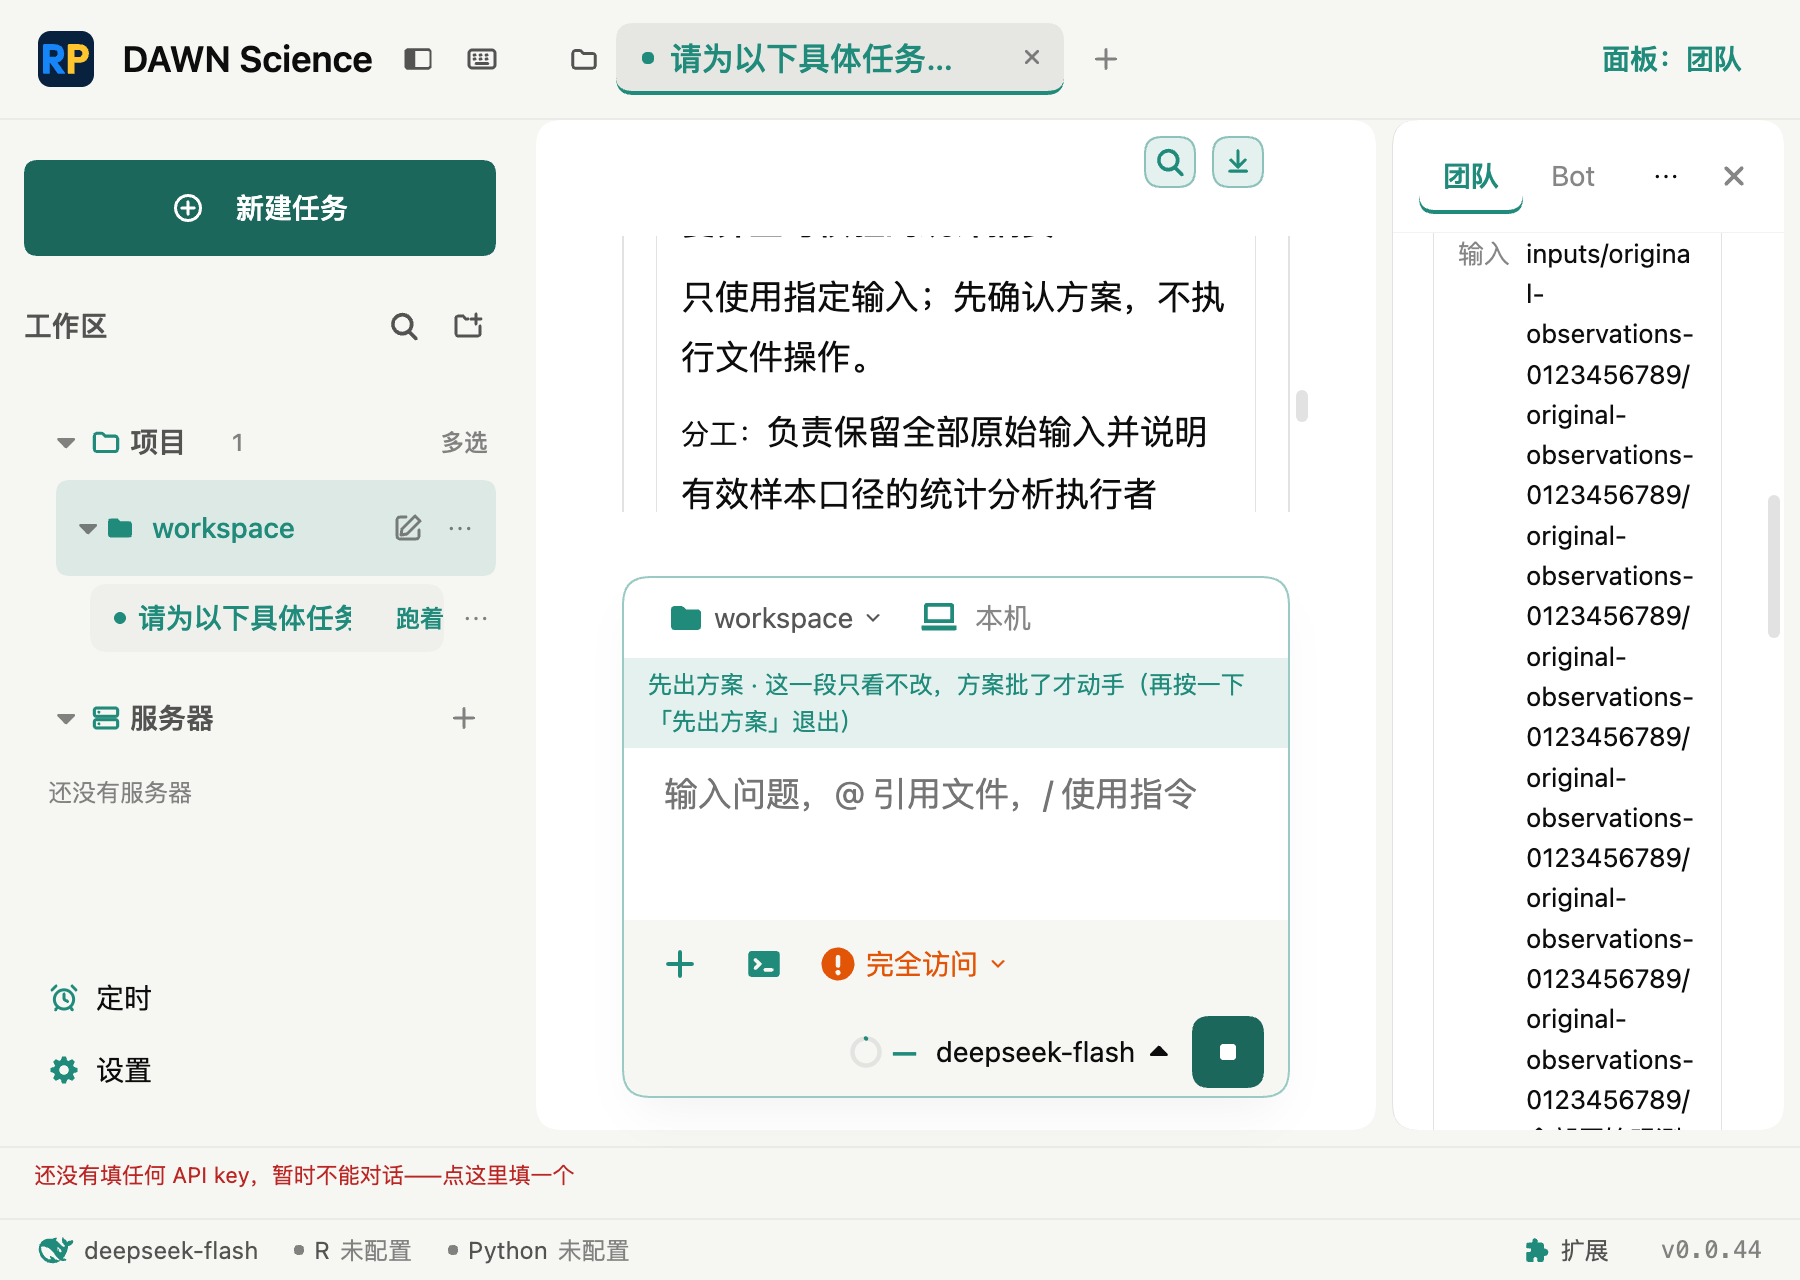 RP DAWN Science
请为以下具体任务...
面板：团队
新建任务
工作区
项目 1 多选
workspace
请为以下具体任务 跑着
服务器
还没有服务器
定时
设置
只使用指定输入；先确认方案，不执
行文件操作。
分工：负责保留全部原始输入并说明
有效样本口径的统计分析执行者
workspace 本机
先出方案 · 这一段只看不改，方案批了才动手（再按一下
「先出方案」退出）
输入问题，@ 引用文件，/ 使用指令
完全访问
deepseek-flash
团队 Bot
输入 inputs/origina
l-
observations-
0123456789/
original-
observations-
0123456789/
original-
observations-
0123456789/
original-
observations-
0123456789/
original-
observations-
0123456789/
original-
observations-
0123456789/
original-
observations-
0123456789/
还没有填任何 API key，暂时不能对话——点这里填一个
deepseek-flash R 未配置 Python 未配置
扩展 v0.0.44